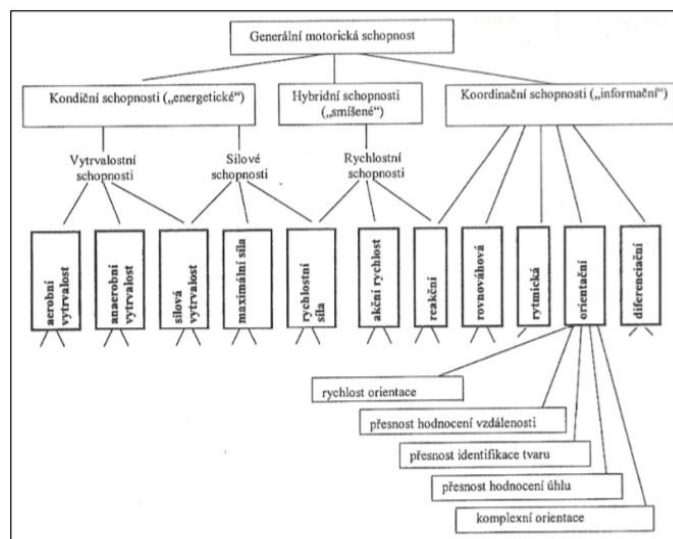 Generální motorická schopnost
Kondiční schopnosti („energetické“)
Hybridní schopnosti
(„smíšené“)
Koordinační schopnosti („informační“)
Vytrvalostní
schopnosti
Silové
schopnosti
Rychlostní
schopnosti
aerobní
vytrvalost
anaerobní
vytrvalost
silová
vytrvalost
maximální síla
rychlostní
síla
akční rychlost
reakční
rovnováhová
rytmická
orientační
diferenciační
rychlost orientace
přesnost hodnocení vzdálenosti
přesnost identifikace tvaru
přesnost hodnocení úhlu
komplexní orientace